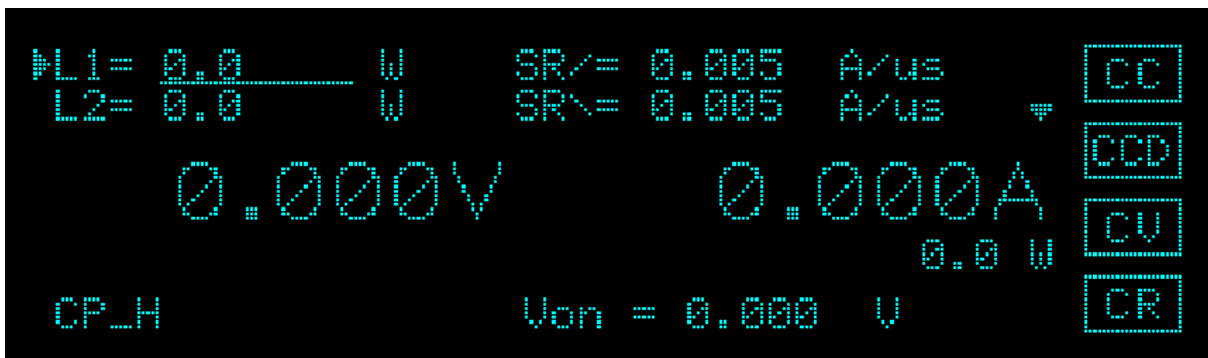 L1= 0.0 W SR/= 0.005 A/us CC
L2= 0.0 W SR\= 0.005 A/us
CCD
0.000V 0.000A
CV
0.0 W
CP_H Von = 0.000 V CR